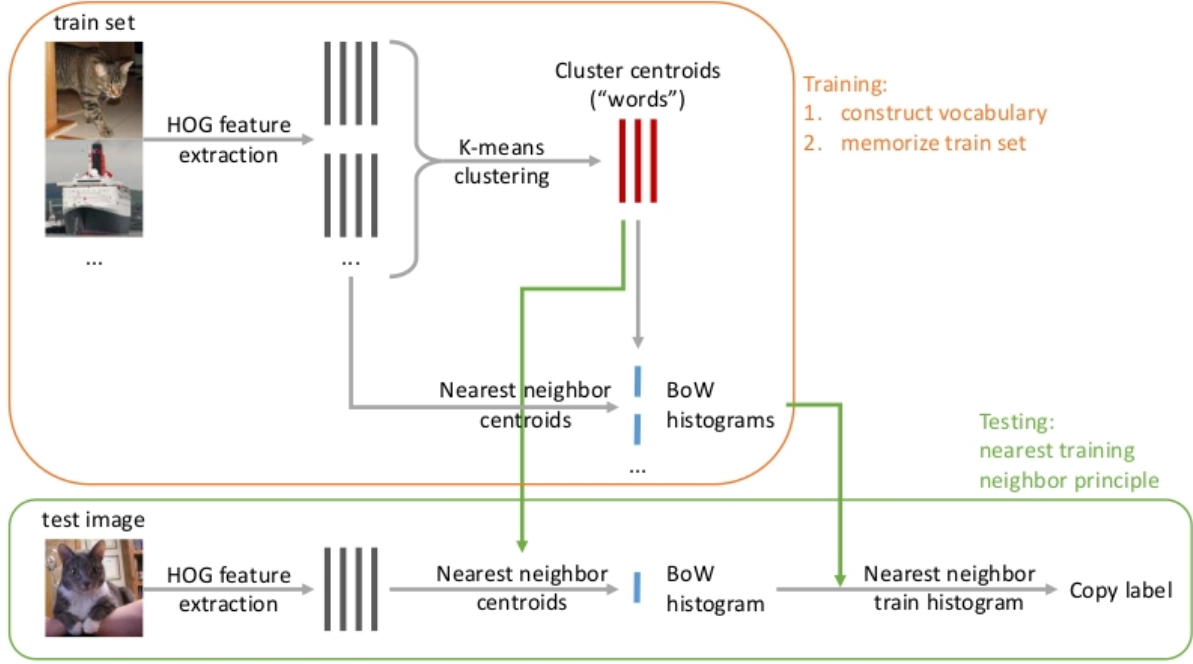 train set
HOG feature
extraction
...
...
K-means
clustering
Cluster centroids
(“words”)
Training:
1. construct vocabulary
2. memorize train set
Nearest neighbor
centroids
BoW
histograms
...
Testing:
nearest training
neighbor principle
test image
HOG feature
extraction
Nearest neighbor
centroids
BoW
histogram
Nearest neighbor
train histogram
Copy label